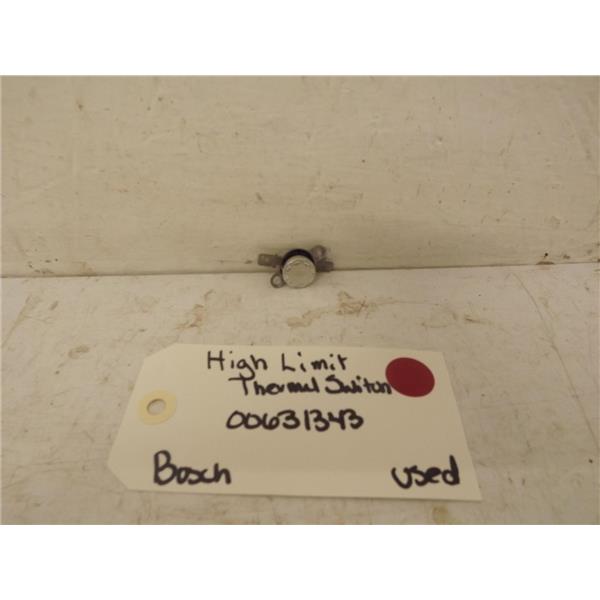 High Limit
Thermal Switch
00631343
Bosch
used